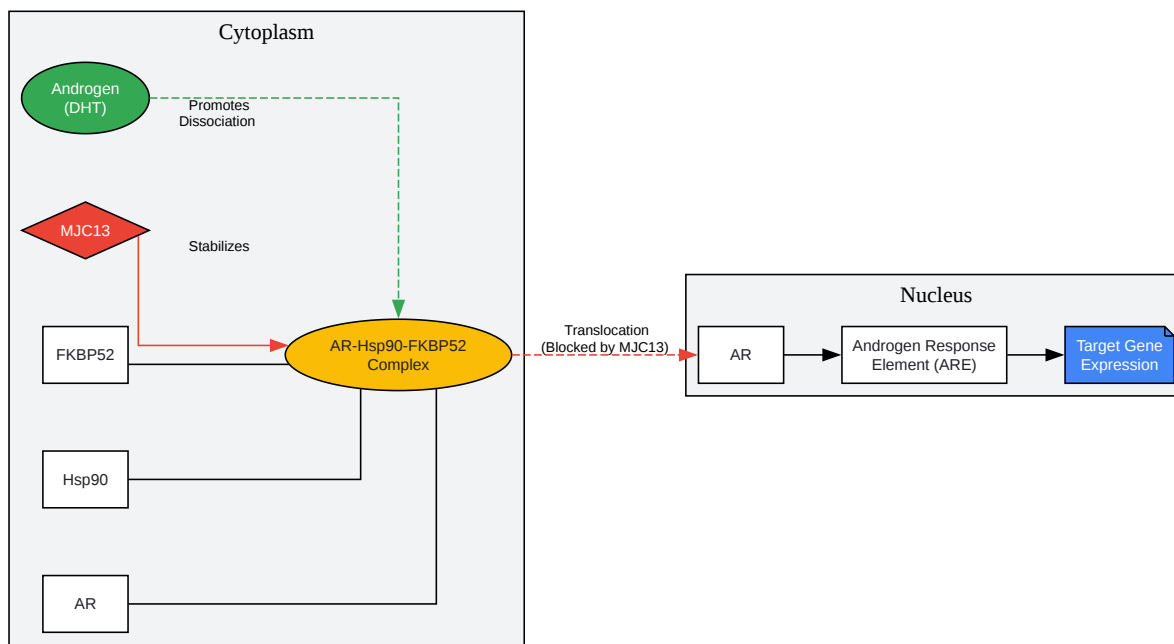 Cytoplasm
Androgen
(DHT)
Promotes
Dissociation
MJC13
Stabilizes
FKBP52
AR-Hsp90-FKBP52
Complex
Hsp90
AR
Translocation
(Blocked by MJC13)
Nucleus
AR
Androgen Response
Element (ARE)
Target Gene
Expression